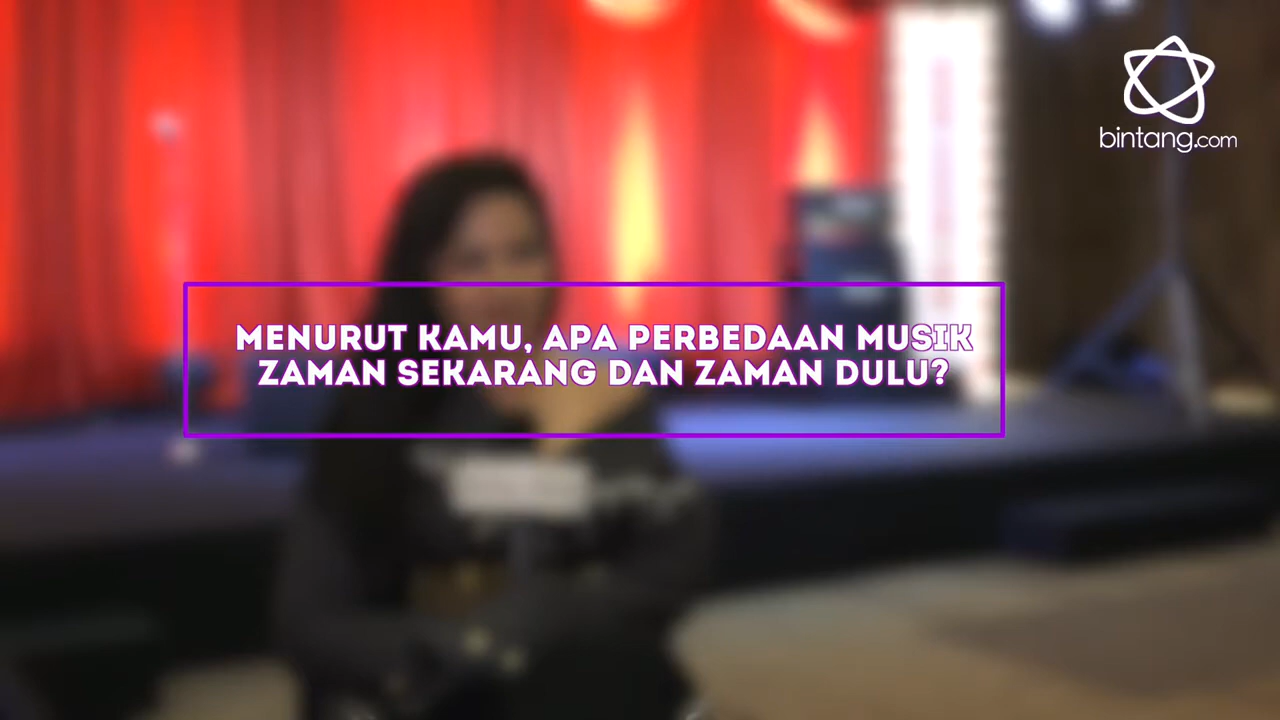 bintang.com
MENURUT KAMU, APA PERBEDAAN MUSIK
ZAMAN SEKARANG DAN ZAMAN DULU?